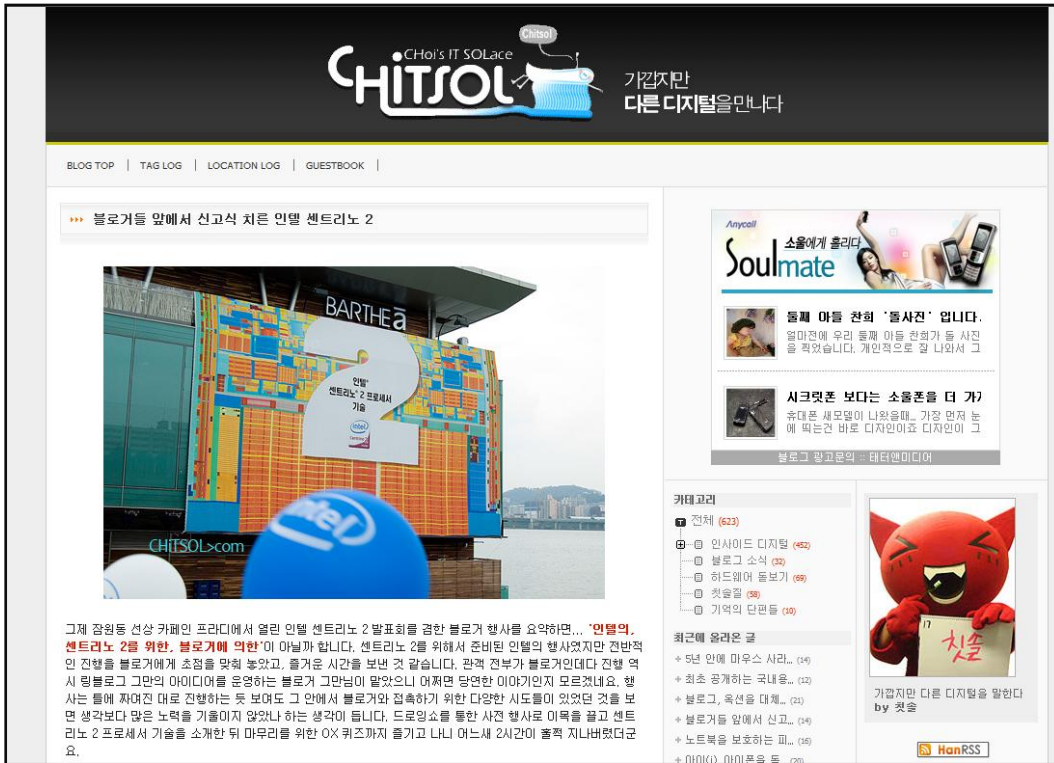 Chitsol
CHoi's IT SOLace
CHITSOL
가깝지만
다른 디지털을만나다
BLOG TOP | TAG LOG | LOCATION LOG | GUESTBOOK |
블로거들 앞에서 신고식 치른 인텔 센트리노 2
BARTHEā
2
인텔®
센트리노® 2 프로세서
기술
intel
intel
CHiTSOL>com
그제 잠원동 선상 카페인 프라디에서 열린 인텔 센트리노 2 발표회를 겸한 블로거 행사를 요약하면... '인텔의,
센트리노 2를 위한, 블로거에 의한'이 아닐까 합니다. 센트리노 2를 위해서 준비된 인텔의 행사였지만 전반적
인 진행을 블로거에게 초점을 맞춰 놓았고, 즐거운 시간을 보낸 것 같습니다. 관객 전부가 블로거인데다 진행 역
시 링블로그 그만의 아이디어를 운영하는 블로거 그만님이 맡았으니 어쩌면 당연한 이야기인지 모르겠네요. 행
사는 틀에 짜여진 대로 진행하는 듯 보여도 그 안에서 블로거와 접촉하기 위한 다양한 시도들이 있었던 것을 보
면 생각보다 많은 노력을 기울이지 않았나 하는 생각이 듭니다. 드로잉쇼를 통한 사전 행사로 이목을 끌고 센트
리노 2 프로세서 기술을 소개한 뒤 마무리를 위한 OX 퀴즈까지 즐기고 나니 어느새 2시간이 훌쩍 지나버렸더군
요.
Anycall
소울에게 홀리다
Soulmate
둘째 아들 찬희 '돌사진' 입니다.
얼마전에 우리 둘째 아들 찬희가 돌 사진
을 찍었습니다. 개인적으로 잘 나와서 그
시크릿폰 보다는 소울폰을 더 가
휴대폰 새모델이 나왔을때... 가장 먼저 눈
에 띄는건 바로 디자인이죠 디자인이 그
블로그 광고문의 :: 태터앤미디어
카테고리
전체 (623)
인사이드 디지털 (452)
블로그 소식 (32)
하드웨어 돋보기 (69)
칫솔질 (58)
기억의 단편들 (10)
최근에 올라온 글
+ 5년 안에 마우스 사라... (14)
+ 최초 공개하는 국내용... (12)
+ 블로그, 옥션을 대체... (21)
+ 블로거들 앞에서 신고... (14)
+ 노트북을 보호하는 피... (16)
+ 아이(i) 아이폰을 든... (20)
17
칫솔
가깝지만 다른 디지털을 말한다
by 칫솔
HanRSS